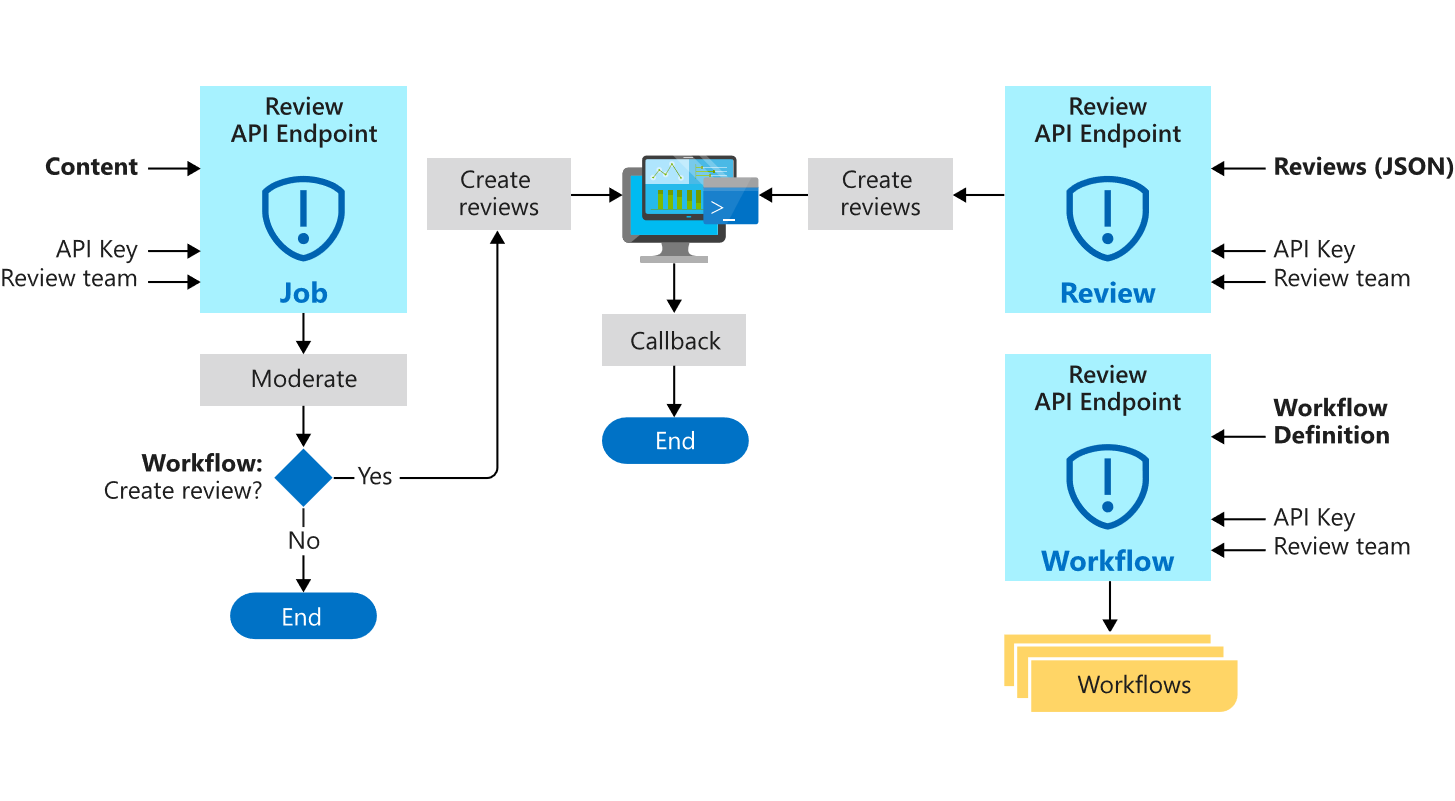 Review
API Endpoint
Content
API Key
Review team
Job
Moderate
Workflow:
Create review?
Yes
No
End
Create
reviews
>_
Callback
End
Create
reviews
Review
API Endpoint
Reviews (JSON)
API Key
Review team
Review
Review
API Endpoint
Workflow
Definition
API Key
Review team
Workflow
Workflows